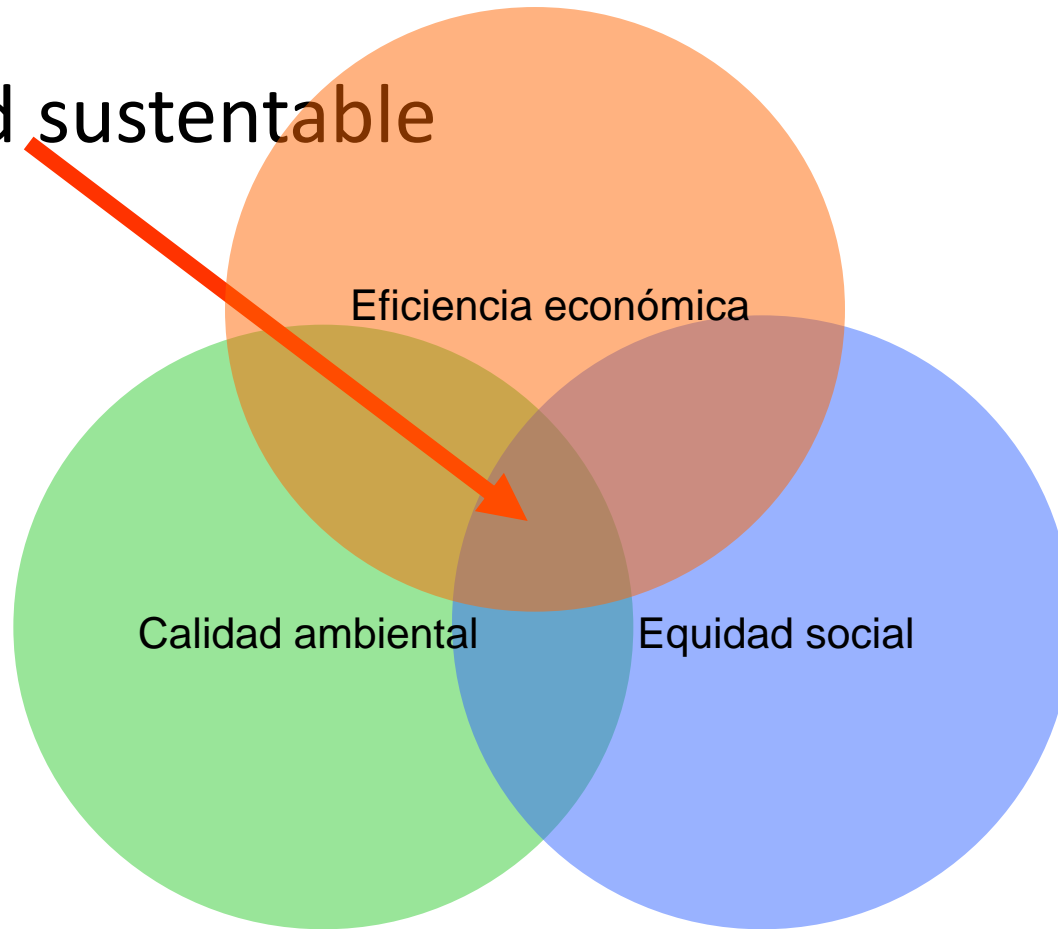 d sustentable
Eficiencia económica
Calidad ambiental
Equidad social